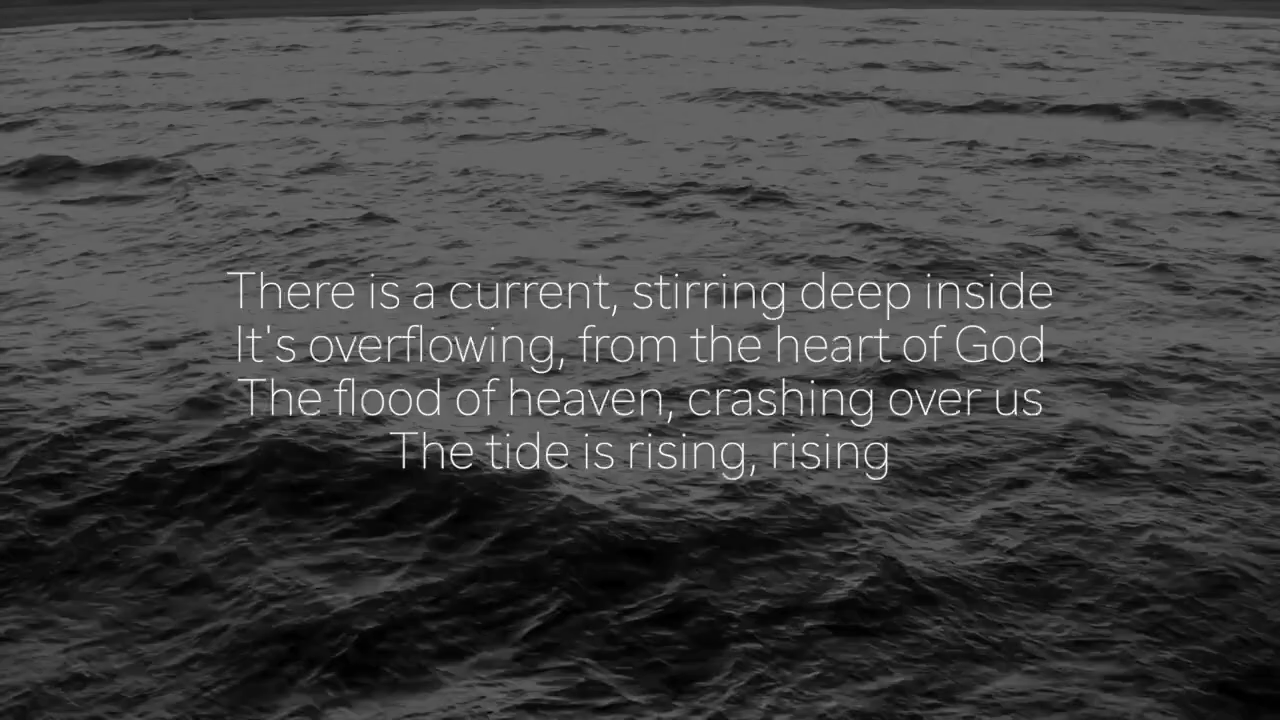 There is a current, stirring deep inside
It's overflowing, from the heart of God
The flood of heaven, crashing over us
The tide is rising, rising